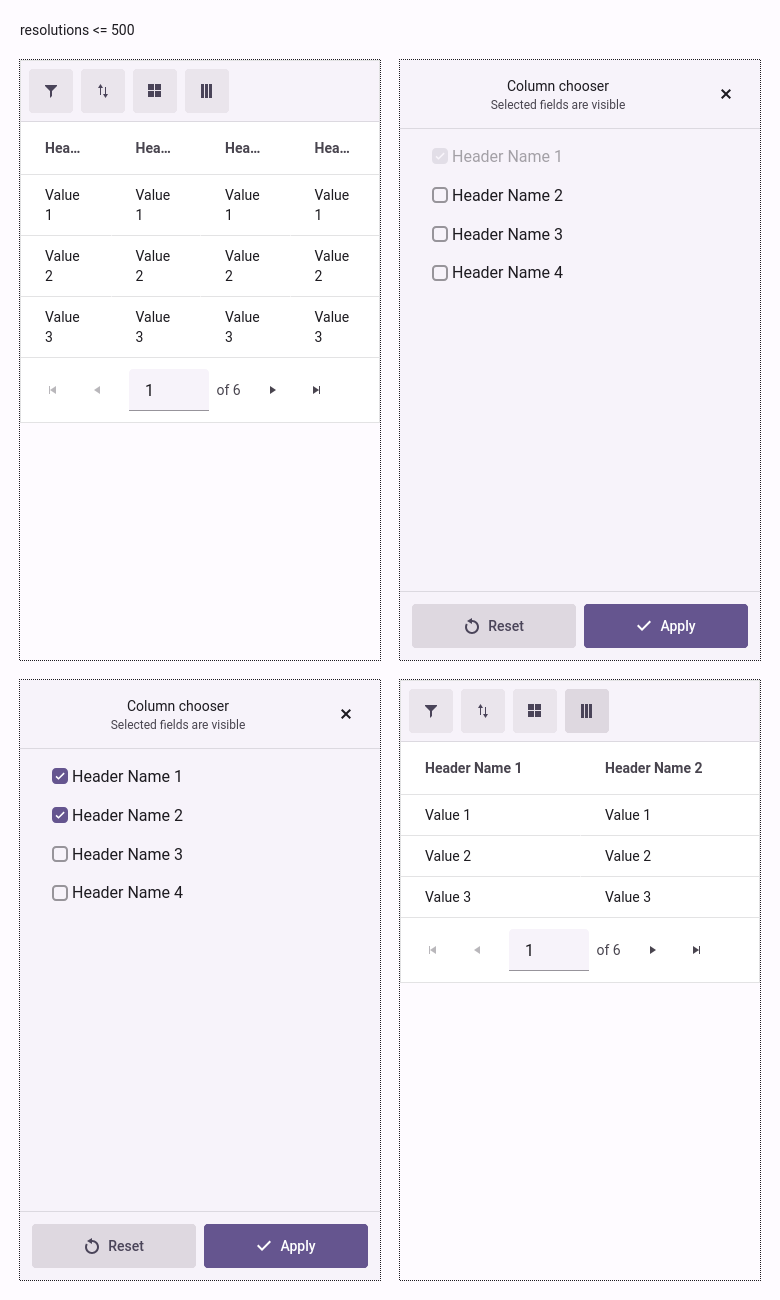 resolutions <= 500
Hea… Hea… Hea… Hea…
Value 1 Value 1 Value 1 Value 1
Value 2 Value 2 Value 2 Value 2
Value 3 Value 3 Value 3 Value 3
1 of 6
Column chooser
Selected fields are visible
Header Name 1
Header Name 2
Header Name 3
Header Name 4
Reset Apply
Column chooser
Selected fields are visible
Header Name 1
Header Name 2
Header Name 3
Header Name 4
Reset Apply
Header Name 1 Header Name 2
Value 1 Value 1
Value 2 Value 2
Value 3 Value 3
1 of 6